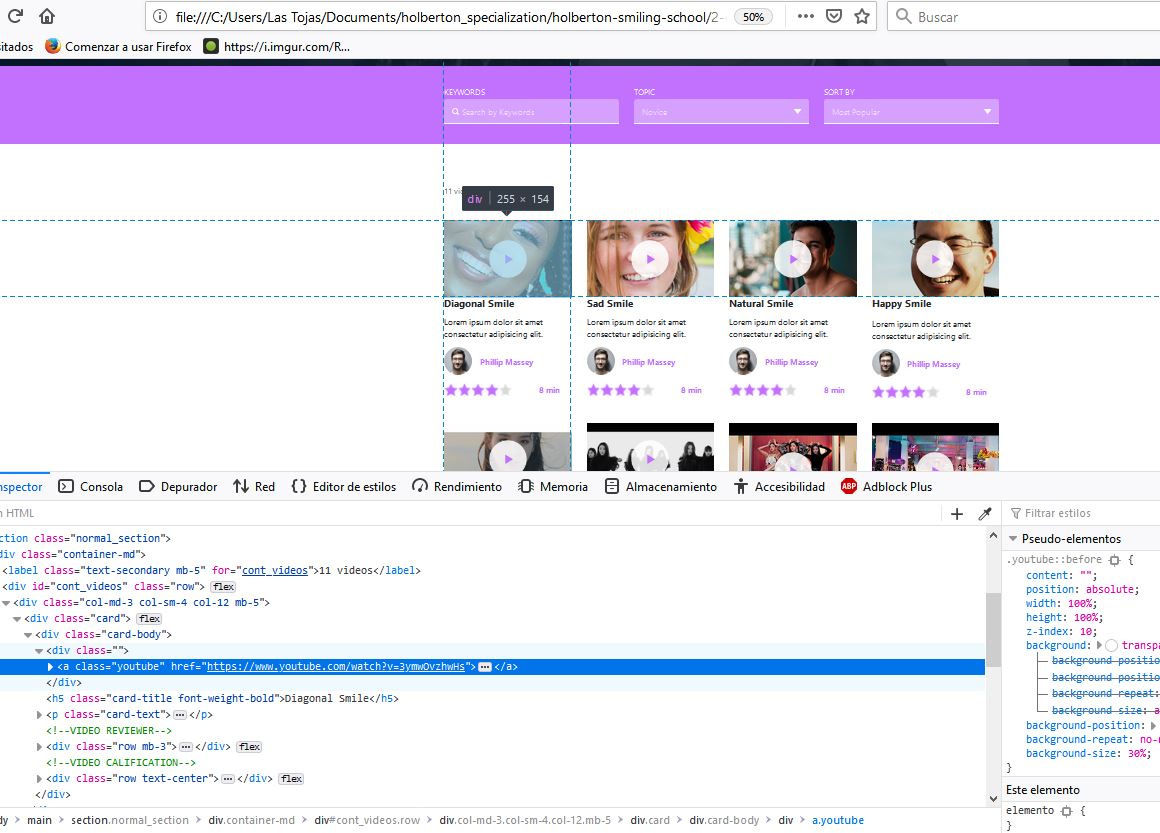 file:///C:/Users/Las Tojas/Documents/holberton_specialization/holberton-smiling-school/2-
50%
Buscar
itados
Comenzar a usar Firefox
https://i.imgur.com/R...
KEYWORDS
TOPIC
SORT BY
Search by Keywords
Novice
Most Popular
11 vi
div 255 × 154
Diagonal Smile
Sad Smile
Natural Smile
Happy Smile
Lorem ipsum dolor sit amet
consectetur adipisicing elit.
Lorem ipsum dolor sit amet
consectetur adipisicing elit.
Lorem ipsum dolor sit amet
consectetur adipisicing elit.
Lorem ipsum dolor sit amet
consectetur adipisicing elit.
Phillip Massey
Phillip Massey
Phillip Massey
Phillip Massey
8 min
8 min
8 min
8 min
nspector
Consola
Depurador
Red
{} Editor de estilos
Rendimiento
Memoria
Almacenamiento
Accesibilidad
ABP Adblock Plus
n HTML
+
Filtrar estilos
ction class="normal_section">
div class="container-md">
<label class="text-secondary mb-5" for="cont_videos">11 videos</label>
<div id="cont_videos" class="row"> flex
<div class="col-md-3 col-sm-4 col-12 mb-5">
<div class="card"> flex
<div class="card-body">
<div class="">
<a class="youtube" href="https://www.youtube.com/watch?v=3ymwOvzhwHs">⋯</a>
</div>
<h5 class="card-title font-weight-bold">Diagonal Smile</h5>
<p class="card-text">⋯</p>
<!--VIDEO REVIEWER-->
<div class="row mb-3">⋯</div> flex
<!--VIDEO CALIFICATION-->
<div class="row text-center">⋯</div> flex
</div>
Pseudo-elementos
.youtube::before {
content: "";
position: absolute;
width: 100%;
height: 100%;
z-index: 10;
background: transpa
background-positio
background-positio
background-repeat:
background-size: a
background-position:
background-repeat: no-r
background-size: 30%;
}
Este elemento
elemento {
}
dy > main > section.normal_section > div.container-md > div#cont_videos.row > div.col-md-3.col-sm-4.col-12.mb-5 > div.card > div.card-body > div > a.youtube